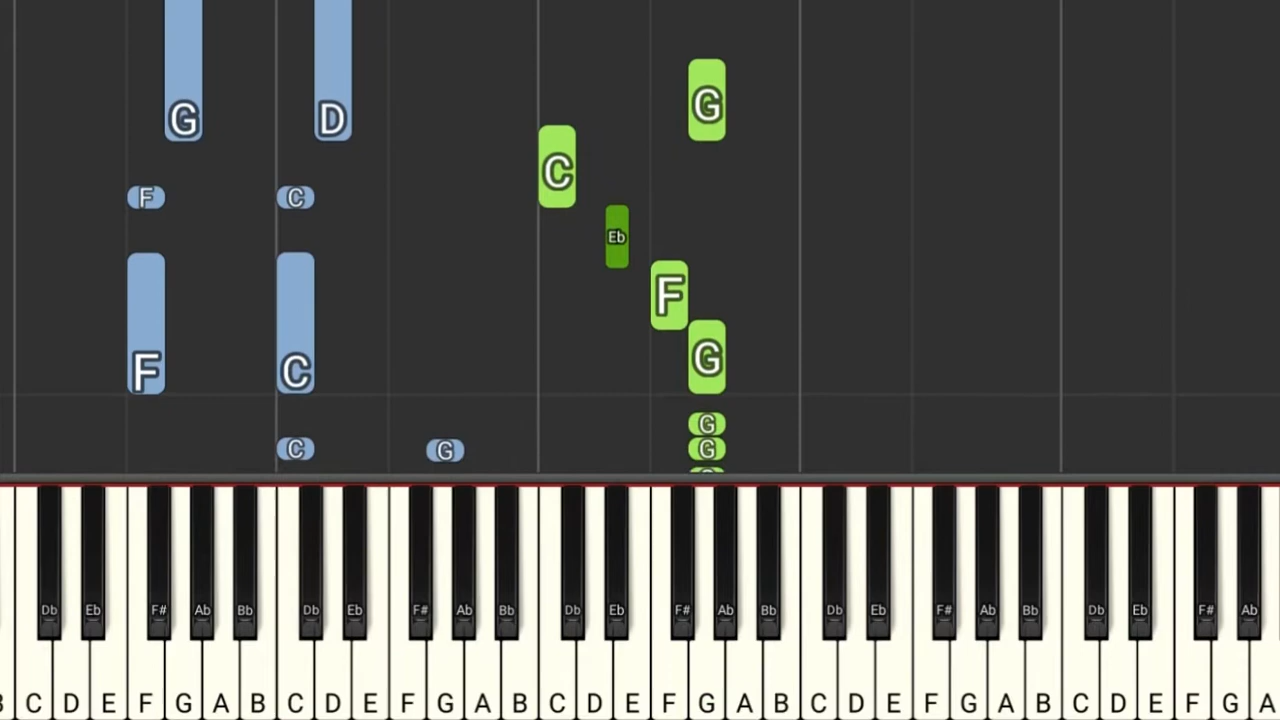 G D G
C
F C
Eb
F
G
F C
G
C G G
Db Eb F# Ab Bb Db Eb F# Ab Bb Db Eb F# Ab Bb Db Eb F# Ab Bb Db Eb F# Ab
C D E F G A B C D E F G A B C D E F G A B C D E F G A B C D E F G A